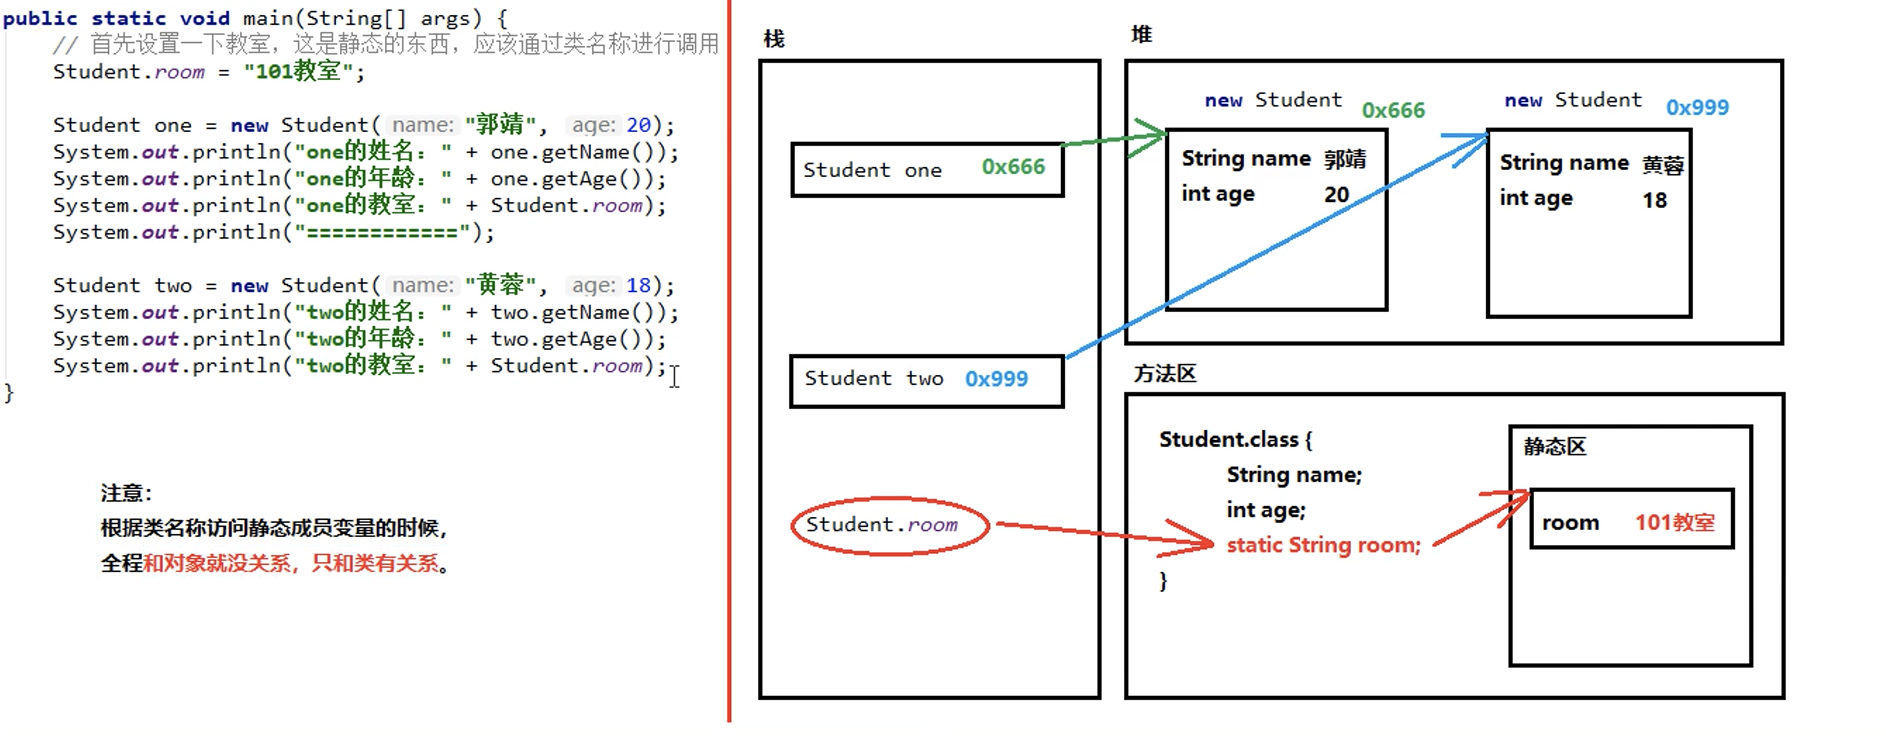 public static void main(String[] args) {
// 首先设置一下教室，这是静态的东西，应该通过类名称进行调用
Student.room = "101教室";
Student one = new Student( name: "郭靖", age: 20);
System.out.println("one的姓名：" + one.getName());
System.out.println("one的年龄：" + one.getAge());
System.out.println("one的教室：" + Student.room);
System.out.println("============");
Student two = new Student( name: "黄蓉", age: 18);
System.out.println("two的姓名：" + two.getName());
System.out.println("two的年龄：" + two.getAge());
System.out.println("two的教室：" + Student.room);
}
注意：
根据类名称访问静态成员变量的时候，
全程和对象就没关系，只和类有关系。
栈
Student one 0x666
Student two 0x999
Student.room
堆
new Student 0x666
String name 郭靖
int age 20
new Student 0x999
String name 黄蓉
int age 18
方法区
Student.class {
String name;
int age;
static String room;
}
静态区
room 101教室